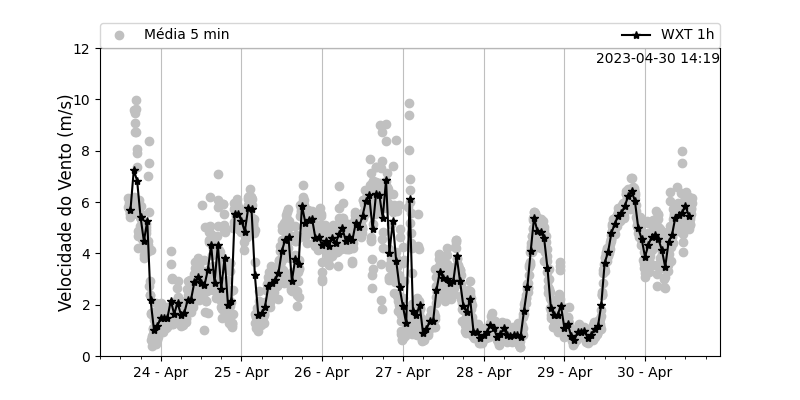 Média 5 min
WXT 1h
2023-04-30 14:19
Velocidade do Vento (m/s)
12
10
8
6
4
2
0
24 - Apr
25 - Apr
26 - Apr
27 - Apr
28 - Apr
29 - Apr
30 - Apr